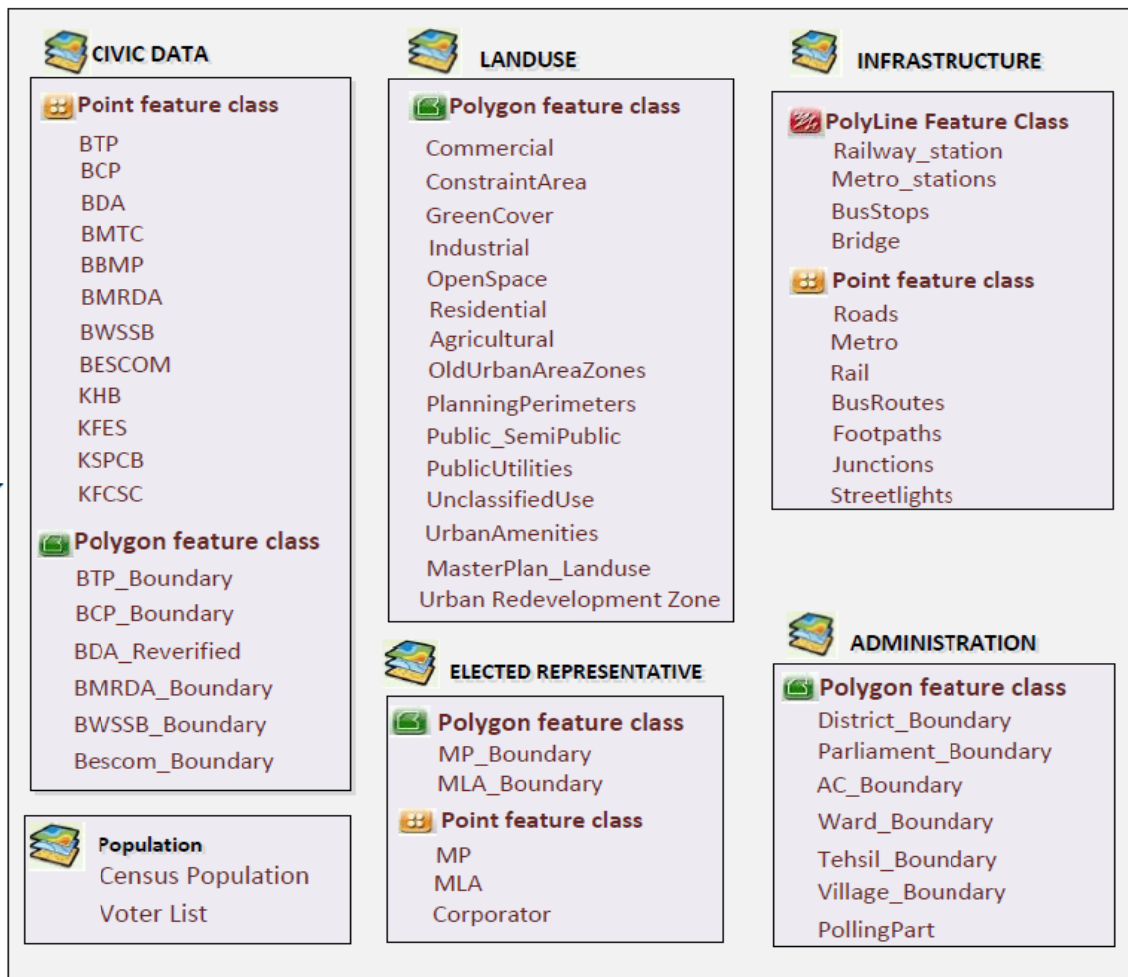 CIVIC DATA
Point feature class
BTP
BCP
BDA
BMTC
BBMP
BMRDA
BWSSB
BESCOM
KHB
KFES
KSPCB
KFCSC
Polygon feature class
BTP_Boundary
BCP_Boundary
BDA_Reverified
BMRDA_Boundary
BWSSB_Boundary
Bescom_Boundary
Population
Census Population
Voter List
LANDUSE
Polygon feature class
Commercial
ConstraintArea
GreenCover
Industrial
OpenSpace
Residential
Agricultural
OldUrbanAreaZones
PlanningPerimeters
Public_SemiPublic
PublicUtilities
UnclassifiedUse
UrbanAmenities
MasterPlan_Landuse
Urban Redevelopment Zone
ELECTED REPRESENTATIVE
Polygon feature class
MP_Boundary
MLA_Boundary
Point feature class
MP
MLA
Corporator
INFRASTRUCTURE
PolyLine Feature Class
Railway_station
Metro_stations
BusStops
Bridge
Point feature class
Roads
Metro
Rail
BusRoutes
Footpaths
Junctions
Streetlights
ADMINISTRATION
Polygon feature class
District_Boundary
Parliament_Boundary
AC_Boundary
Ward_Boundary
Tehsil_Boundary
Village_Boundary
PollingPart